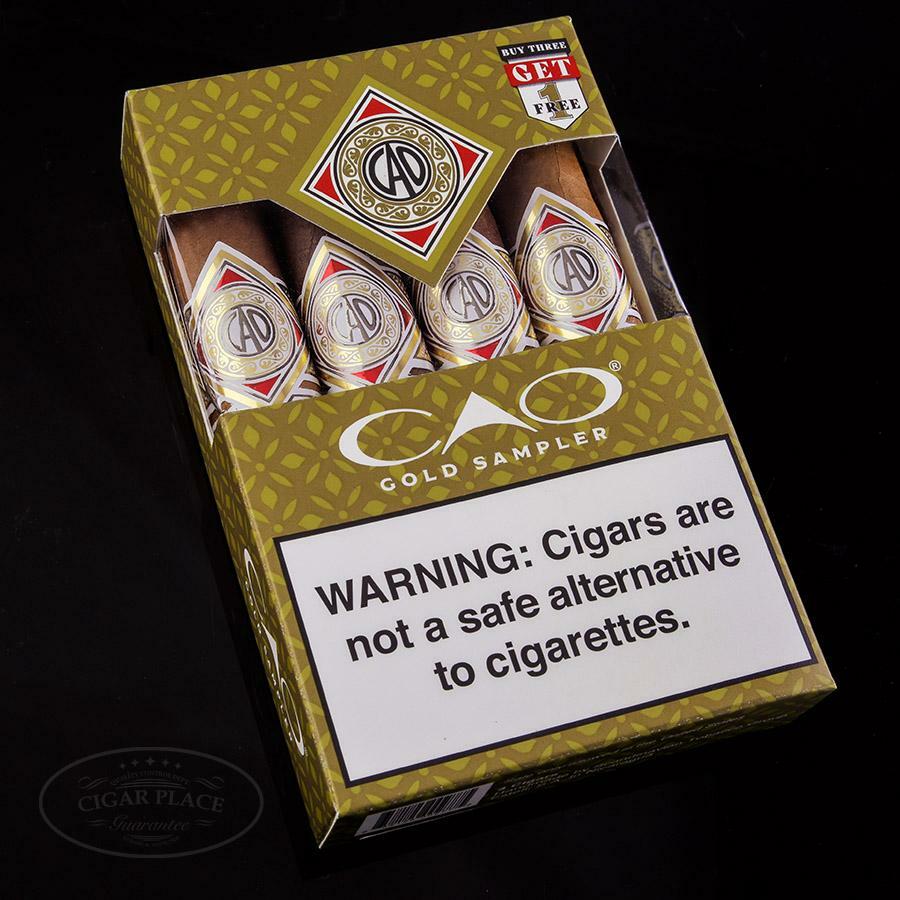 BUY THREE
GET
1
FREE
CAO
CAO
CAO
CAO
CAO
CAO®
GOLD SAMPLER
WARNING: Cigars are
not a safe alternative
to cigarettes.
CAO
CIGAR PLACE
Guarantee